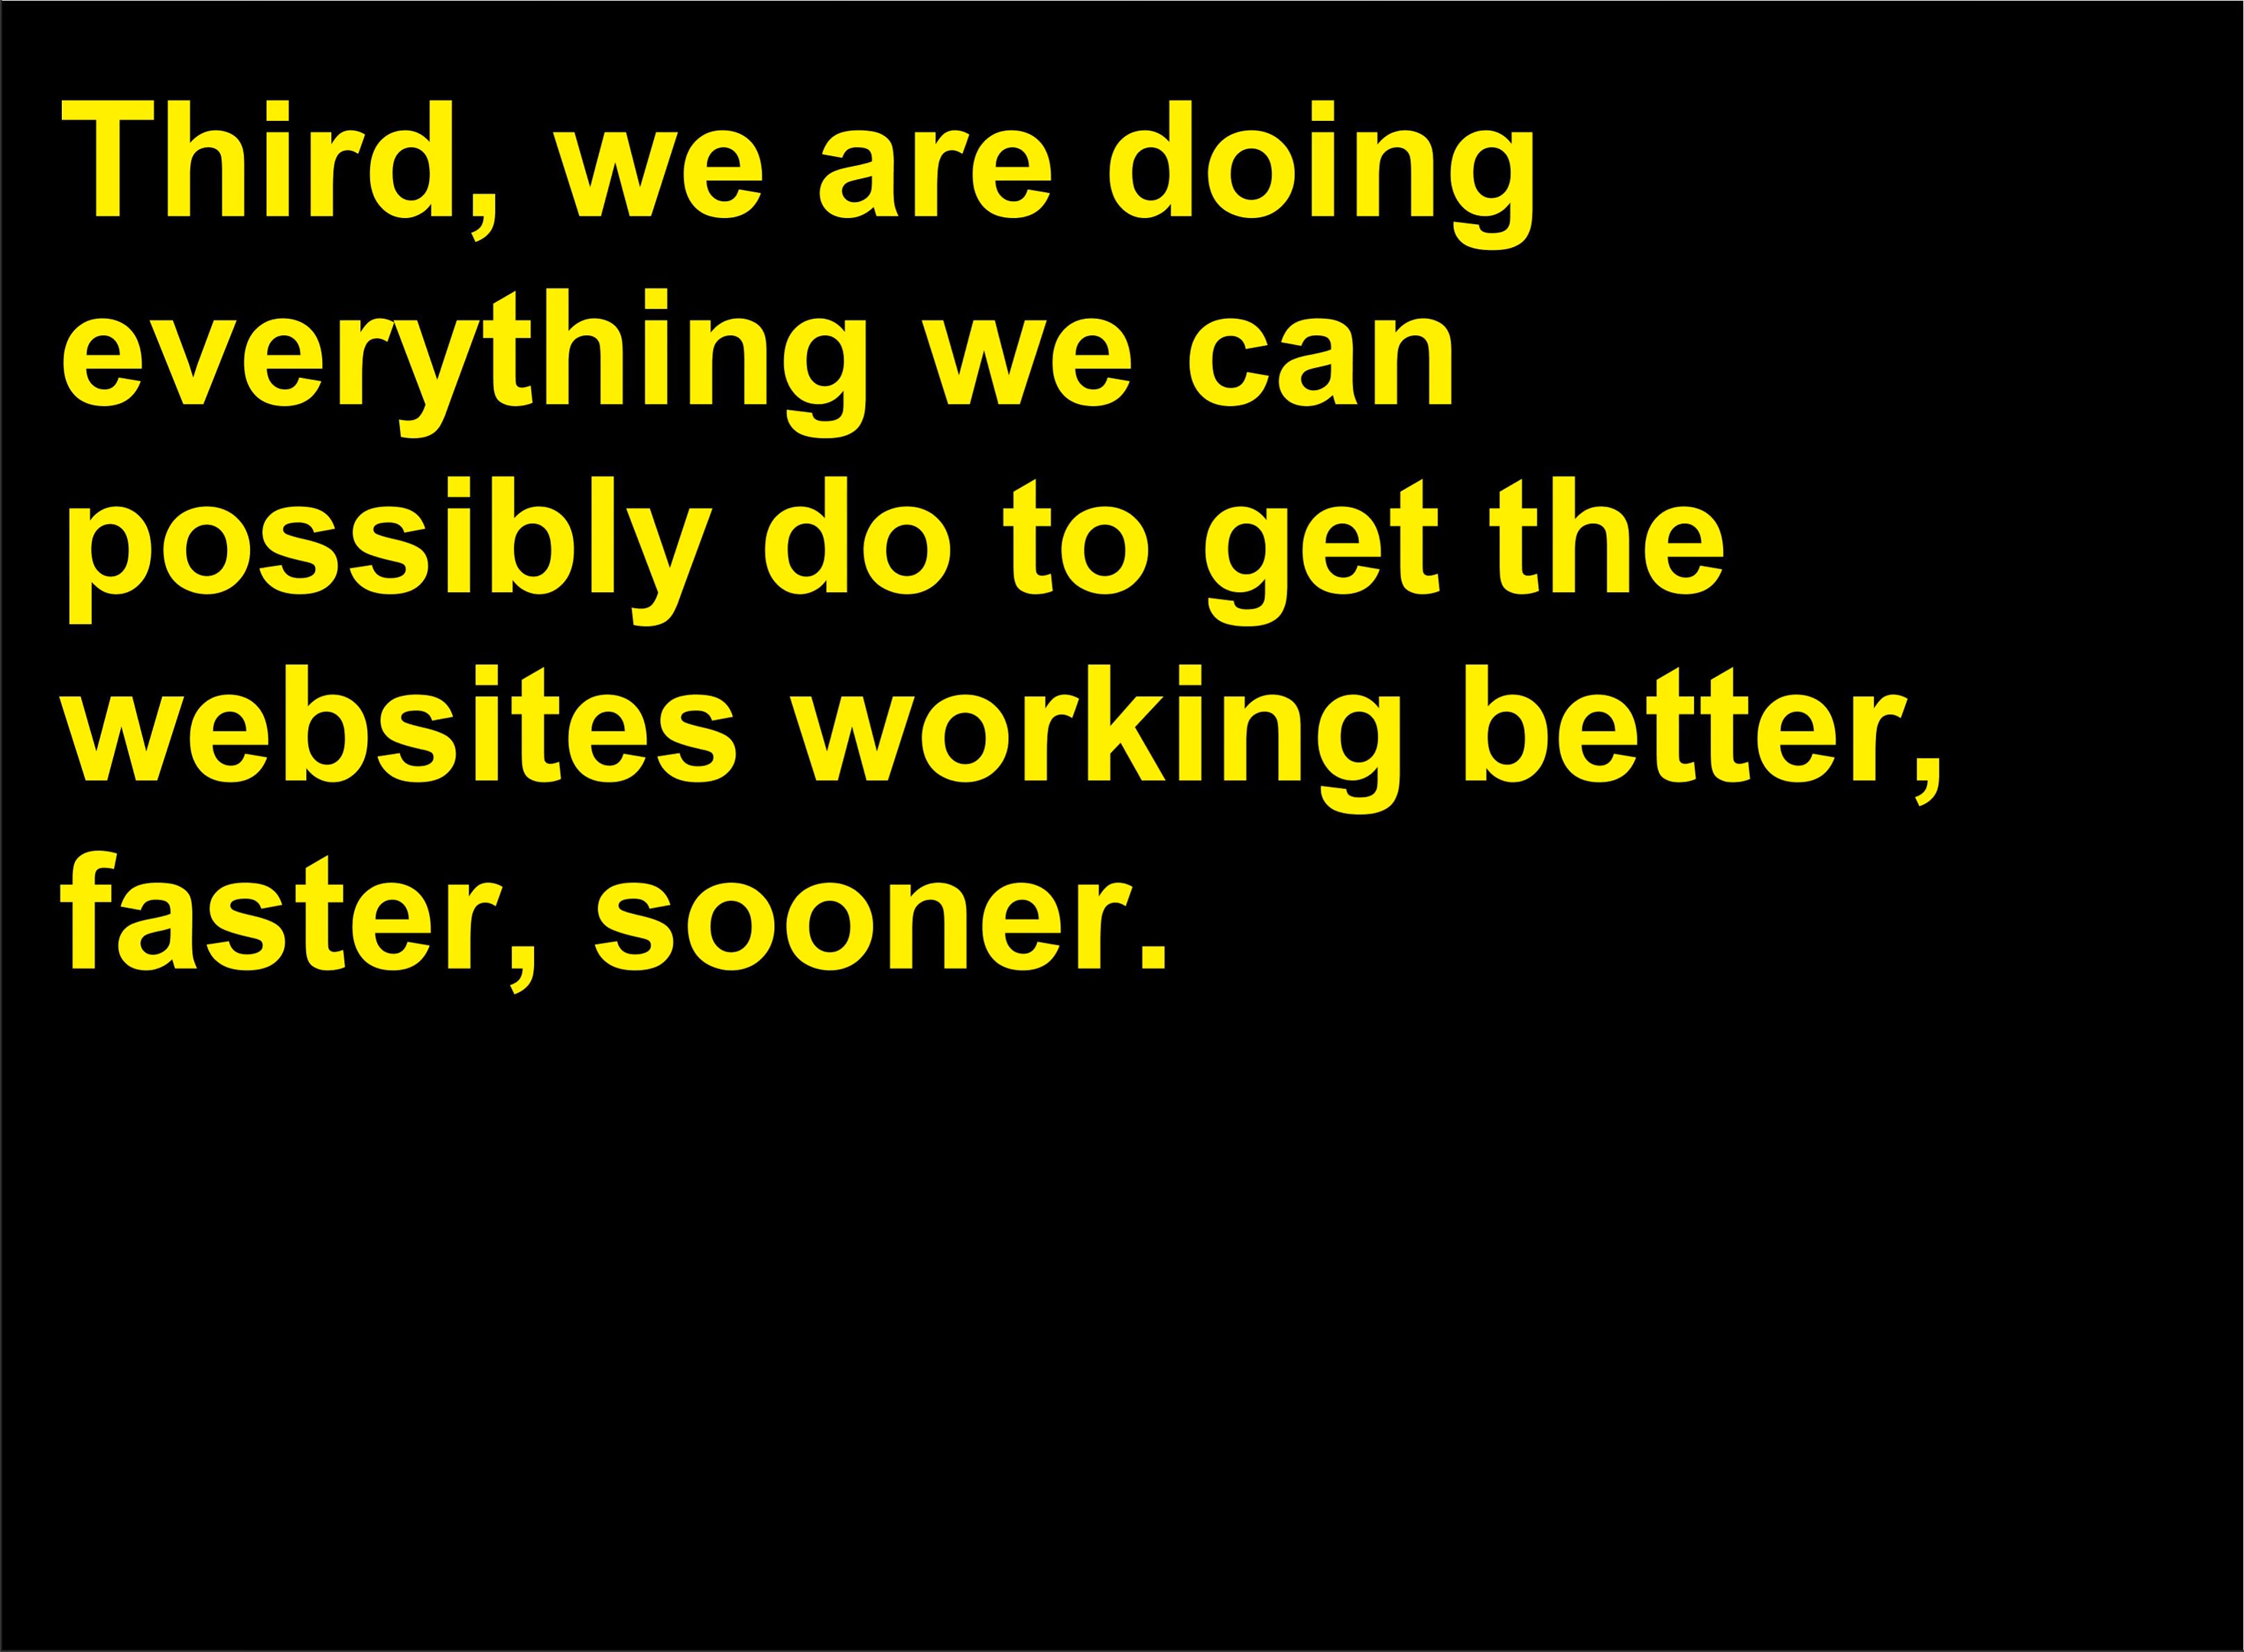 Third, we are doing
everything we can
possibly do to get the
websites working better,
faster, sooner.